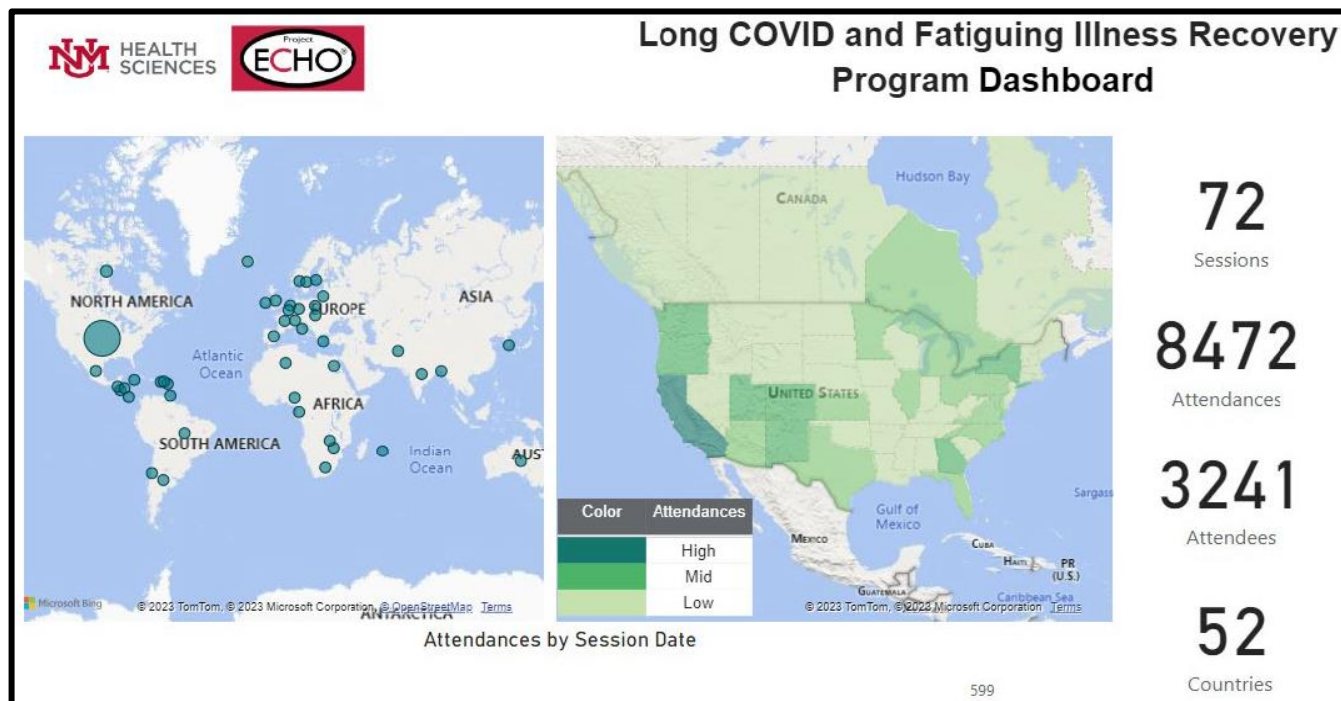 UNM HEALTH SCIENCES
Project
ECHO®
Long COVID and Fatiguing Illness Recovery
Program Dashboard
NORTH AMERICA
EUROPE
ASIA
Atlantic
Ocean
AFRICA
SOUTH AMERICA
Indian
Ocean
AUST
ANTARCTICA
Microsoft Bing
© 2023 TomTom, © 2023 Microsoft Corporation, © OpenStreetMap Terms
Hudson Bay
CANADA
UNITED STATES
Sargass
Gulf of
Mexico
MEXICO
CUBA
HAITI
PR
(U.S.)
GUATEMALA
Caribbean Sea
Color Attendances
High
Mid
Low
© 2023 TomTom, © 2023 Microsoft Corporation Terms
72
Sessions
8472
Attendances
3241
Attendees
52
Countries
Attendances by Session Date
599